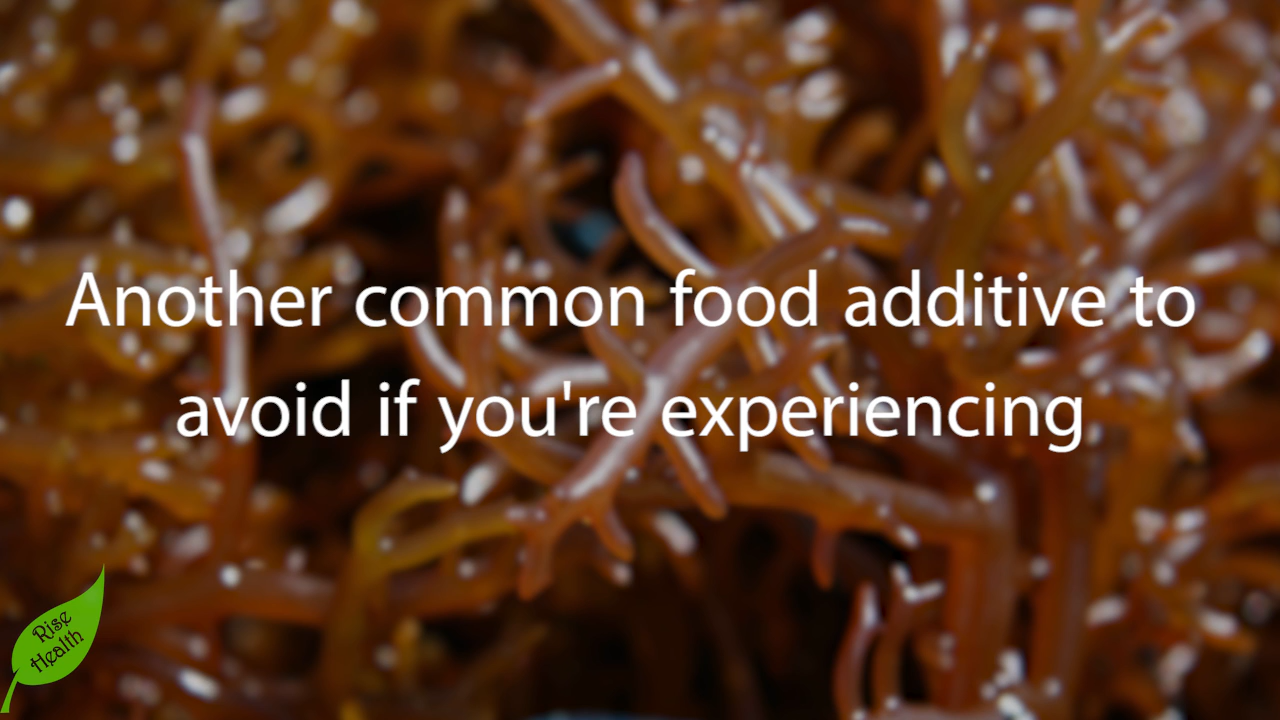 Another common food additive to
avoid if you're experiencing
Rise
Health